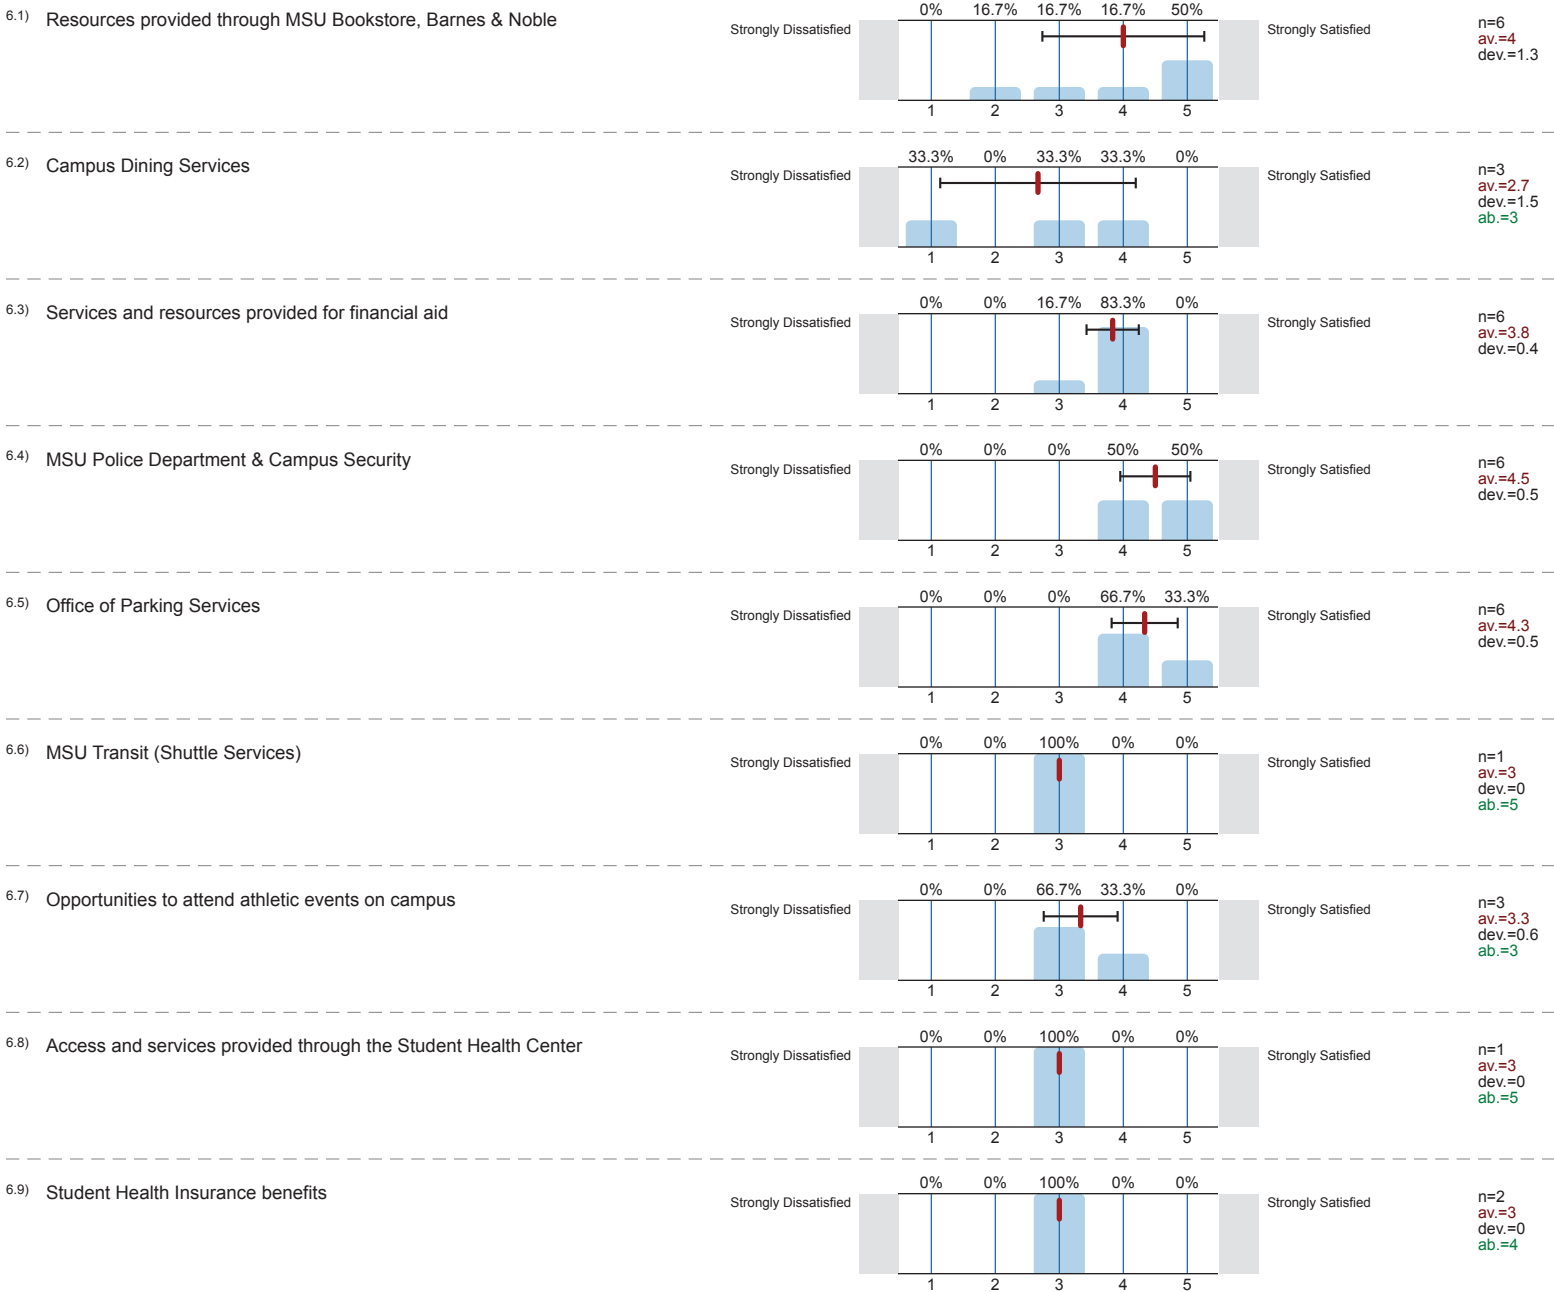 6.1) Resources provided through MSU Bookstore, Barnes & Noble
0% 16.7% 16.7% 16.7% 50%
Strongly Dissatisfied Strongly Satisfied
n=6
av.=4
dev.=1.3
1 2 3 4 5
6.2) Campus Dining Services
33.3% 0% 33.3% 33.3% 0%
Strongly Dissatisfied Strongly Satisfied
n=3
av.=2.7
dev.=1.5
ab.=3
1 2 3 4 5
6.3) Services and resources provided for financial aid
0% 0% 16.7% 83.3% 0%
Strongly Dissatisfied Strongly Satisfied
n=6
av.=3.8
dev.=0.4
1 2 3 4 5
6.4) MSU Police Department & Campus Security
0% 0% 0% 50% 50%
Strongly Dissatisfied Strongly Satisfied
n=6
av.=4.5
dev.=0.5
1 2 3 4 5
6.5) Office of Parking Services
0% 0% 0% 66.7% 33.3%
Strongly Dissatisfied Strongly Satisfied
n=6
av.=4.3
dev.=0.5
1 2 3 4 5
6.6) MSU Transit (Shuttle Services)
0% 0% 100% 0% 0%
Strongly Dissatisfied Strongly Satisfied
n=1
av.=3
dev.=0
ab.=5
1 2 3 4 5
6.7) Opportunities to attend athletic events on campus
0% 0% 66.7% 33.3% 0%
Strongly Dissatisfied Strongly Satisfied
n=3
av.=3.3
dev.=0.6
ab.=3
1 2 3 4 5
6.8) Access and services provided through the Student Health Center
0% 0% 100% 0% 0%
Strongly Dissatisfied Strongly Satisfied
n=1
av.=3
dev.=0
ab.=5
1 2 3 4 5
6.9) Student Health Insurance benefits
0% 0% 100% 0% 0%
Strongly Dissatisfied Strongly Satisfied
n=2
av.=3
dev.=0
ab.=4
1 2 3 4 5